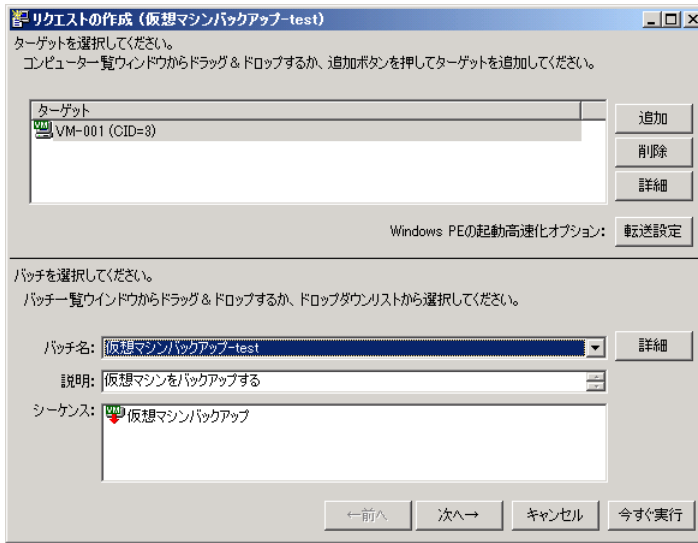 リクエストの作成 (仮想マシンバックアップ-test)
ターゲットを選択してください。
コンピューター覧ウィンドウからドラッグ&ドロップするか、追加ボタンを押してターゲットを追加してください。
ターゲット
VM-001 (CID=3)
追加
削除
詳細
Windows PEの起動高速化オプション: 転送設定
バッチを選択してください。
バッチ一覧ウインドウからドラッグ&ドロップするか、ドロップダウンリストから選択してください。
バッチ名: 仮想マシンバックアップ-test 詳細
説明: 仮想マシンをバックアップする
シーケンス: 仮想マシンバックアップ
←前へ 次へ→ キャンセル 今すぐ実行